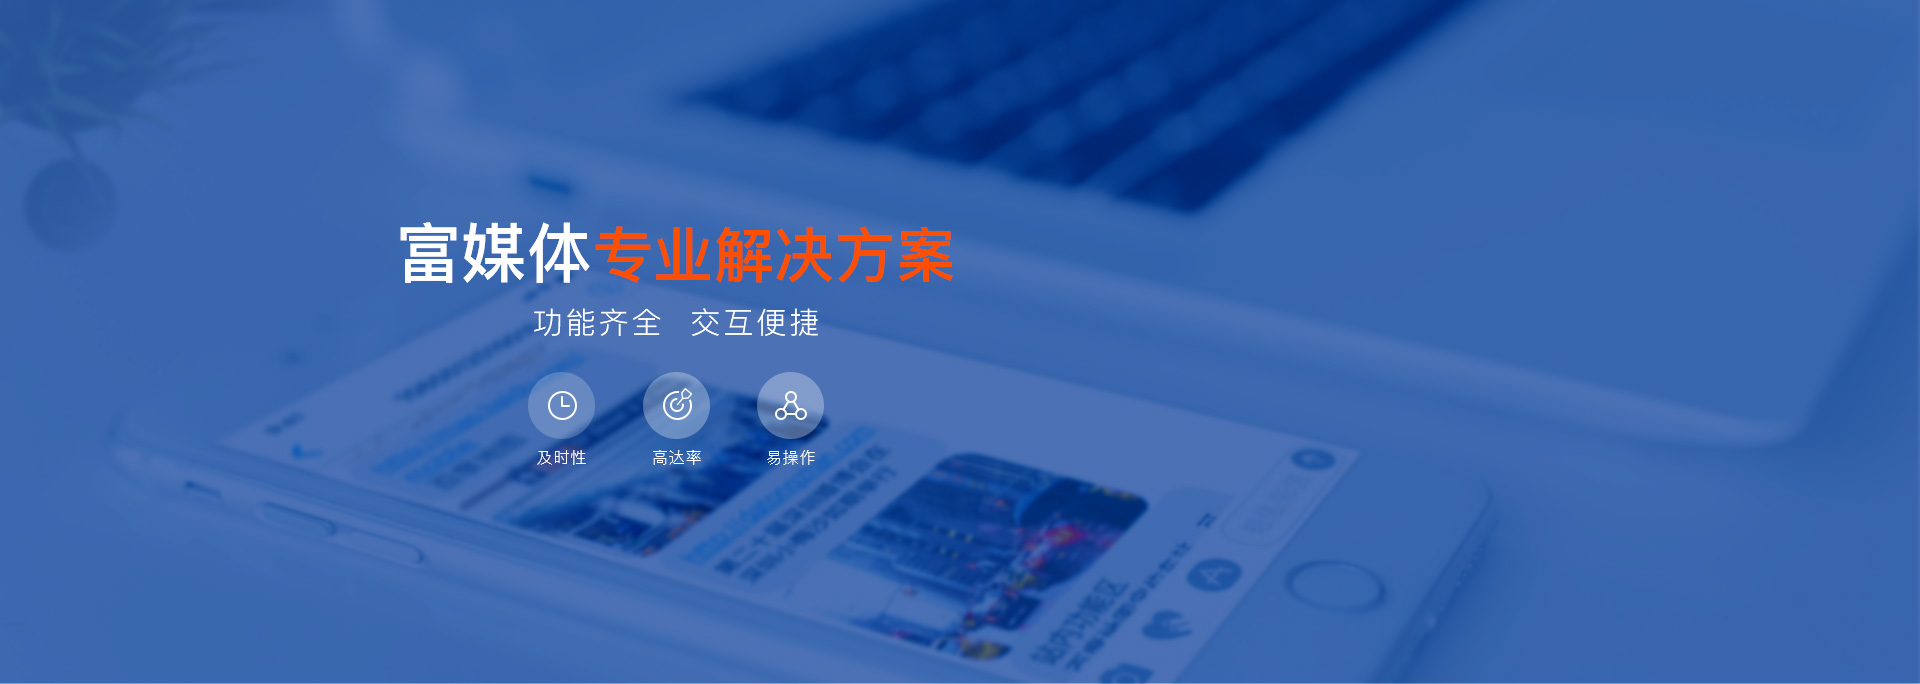 富媒体专业解决方案
功能齐全 交互便捷
及时性 高达率 易操作